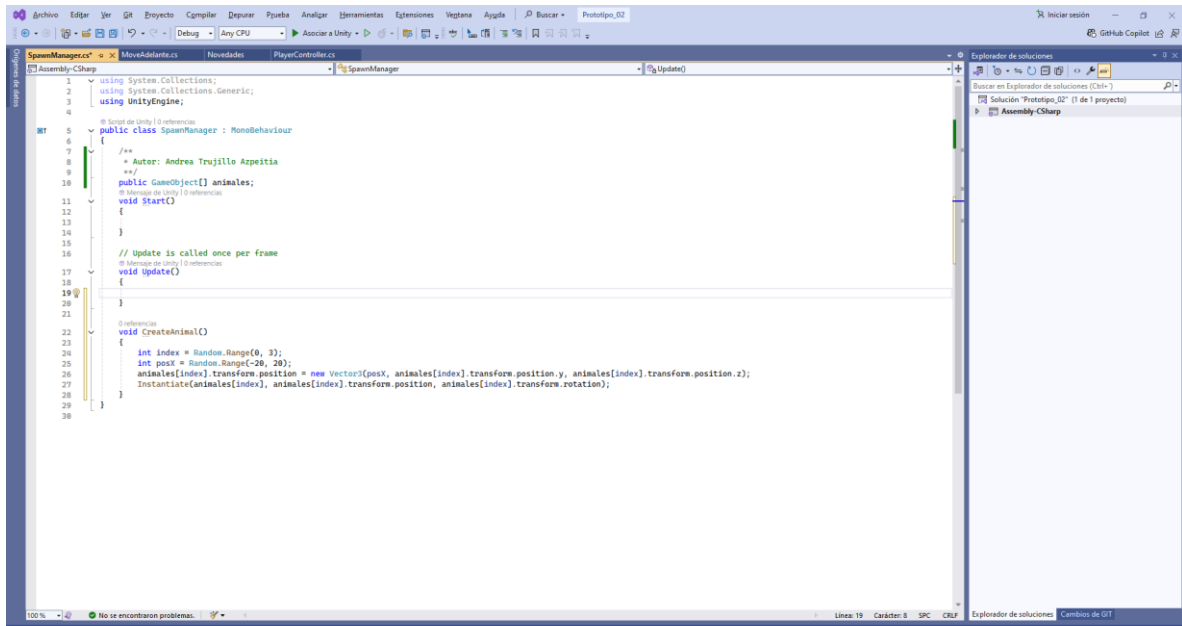 Archivo Editar Ver Git Proyecto Compilar Depurar Prueba Analizar Herramientas Extensiones Ventana Ayuda Buscar Prototipo_02 Iniciar sesión
Debug Any CPU Asociar a Unity GitHub Copilot
Orígenes de datos
SpawnManager.cs* MoveAdelante.cs Novedades PlayerController.cs
Assembly-CSharp SpawnManager Update()
1 using System.Collections;
2 using System.Collections.Generic;
3 using UnityEngine;
4
Script de Unity | 0 referencias
5 public class SpawnManager : MonoBehaviour
6 {
7 /**
8 * Autor: Andrea Trujillo Azpeitia
9 **/
10 public GameObject[] animales;
Mensaje de Unity | 0 referencias
11 void Start()
12 {
13
14 }
15
16 // Update is called once per frame
Mensaje de Unity | 0 referencias
17 void Update()
18 {
19
20 }
21
0 referencias
22 void CreateAnimal()
23 {
24 int index = Random.Range(0, 3);
25 int posX = Random.Range(-20, 20);
26 animales[index].transform.position = new Vector3(posX, animales[index].transform.position.y, animales[index].transform.position.z);
27 Instantiate(animales[index], animales[index].transform.position, animales[index].transform.rotation);
28 }
29 }
30
100 % No se encontraron problemas. Línea: 19 Carácter: 8 SPC CRLF
Explorador de soluciones
Buscar en Explorador de soluciones (Ctrl+´)
Solución "Prototipo_02" (1 de 1 proyecto)
Assembly-CSharp
Explorador de soluciones Cambios de GIT